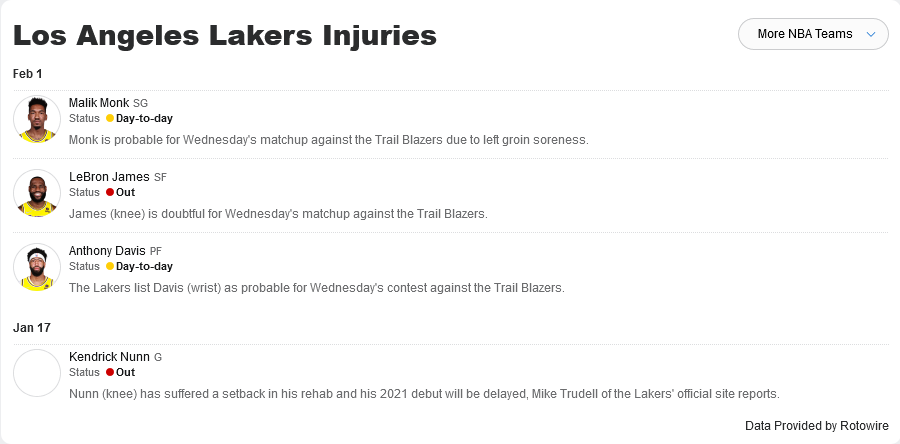 Los Angeles Lakers Injuries
More NBA Teams
Feb 1
Malik Monk SG
Status Day-to-day
Monk is probable for Wednesday's matchup against the Trail Blazers due to left groin soreness.
LeBron James SF
Status Out
James (knee) is doubtful for Wednesday's matchup against the Trail Blazers.
Anthony Davis PF
Status Day-to-day
The Lakers list Davis (wrist) as probable for Wednesday's contest against the Trail Blazers.
Jan 17
Kendrick Nunn G
Status Out
Nunn (knee) has suffered a setback in his rehab and his 2021 debut will be delayed, Mike Trudell of the Lakers' official site reports.
Data Provided by Rotowire